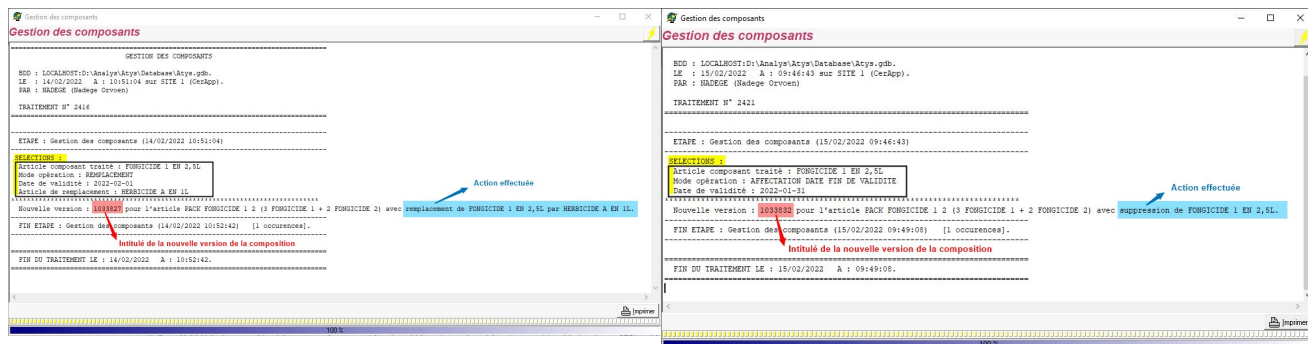 Gestion des composants
Gestion des composants
GESTION DES COMPOSANTS
BDD : LOCALHOST:D:\Analys\Atys\Database\Atys.gdb.
LE : 14/02/2022 A : 10:51:04 sur SITE 1 (CerApp).
PAR : NADEGE (Nadege Orvoen)
TRAITEMENT N° 2416
ETAPE : Gestion des composants (14/02/2022 10:51:04)
SELECTIONS :
Article composant traité : FONGICIDE 1 EN 2,5L
Mode opération : REMPLACEMENT
Date de validité : 2022-02-01
Article de remplacement : HERBICIDE A EN 1L
Action effectuée
Nouvelle version : 1033827 pour l'article PACK FONGICIDE 1 2 (3 FONGICIDE 1 + 2 FONGICIDE 2) avec remplacement de FONGICIDE 1 EN 2,5L par HERBICIDE A EN 1L.
FIN ETAPE : Gestion des composants (14/02/2022 10:52:42) [1 occurences].
Intitulé de la nouvelle version de la composition
FIN DU TRAITEMENT LE : 14/02/2022 A : 10:52:42.
Imprimer
100 %
Gestion des composants
Gestion des composants
BDD : LOCALHOST:D:\Analys\Atys\Database\Atys.gdb.
LE : 15/02/2022 A : 09:46:43 sur SITE 1 (CerApp).
PAR : NADEGE (Nadege Orvoen)
TRAITEMENT N° 2421
ETAPE : Gestion des composants (15/02/2022 09:46:43)
SELECTIONS :
Article composant traité : FONGICIDE 1 EN 2,5L
Mode opération : AFFECTATION DATE FIN DE VALIDITE
Date de validité : 2022-01-31
Action effectuée
Nouvelle version : 1033832 pour l'article PACK FONGICIDE 1 2 (3 FONGICIDE 1 + 2 FONGICIDE 2) avec suppression de FONGICIDE 1 EN 2,5L.
FIN ETAPE : Gestion des composants (15/02/2022 09:49:08) [1 occurences].
Intitulé de la nouvelle version de la composition
FIN DU TRAITEMENT LE : 15/02/2022 A : 09:49:08.
Imprimer
100 %